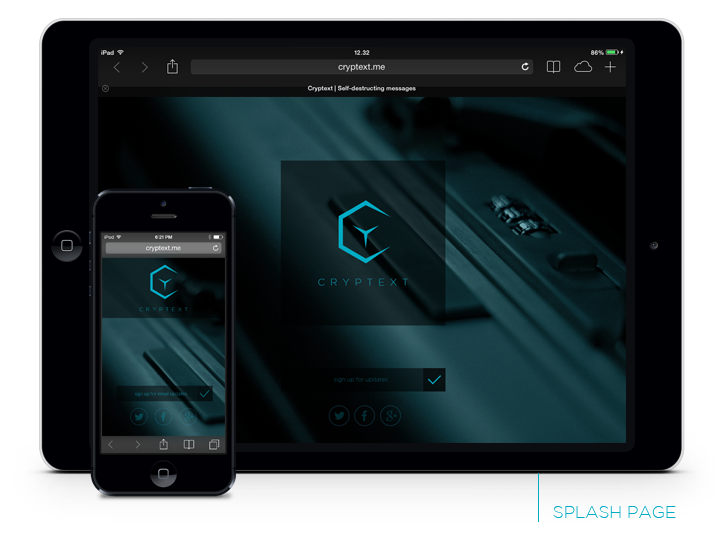 iPad
12.32
86%
cryptext.me
Cryptext | Self-destructing messages
CRYPTEXT
sign up for updates
iPod
6:21 PM
cryptext.me
CRYPTEXT
sign up for
updates
SPLASH PAGE